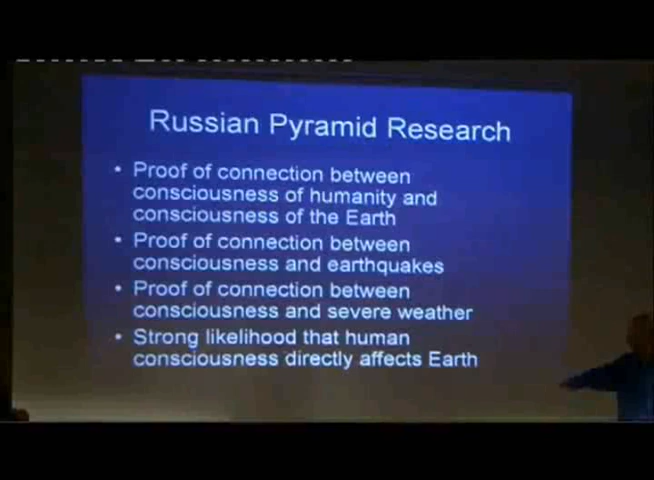 Russian Pyramid Research
• Proof of connection between
consciousness of humanity and
consciousness of the Earth
• Proof of connection between
consciousness and earthquakes
• Proof of connection between
consciousness and severe weather
• Strong likelihood that human
consciousness directly affects Earth